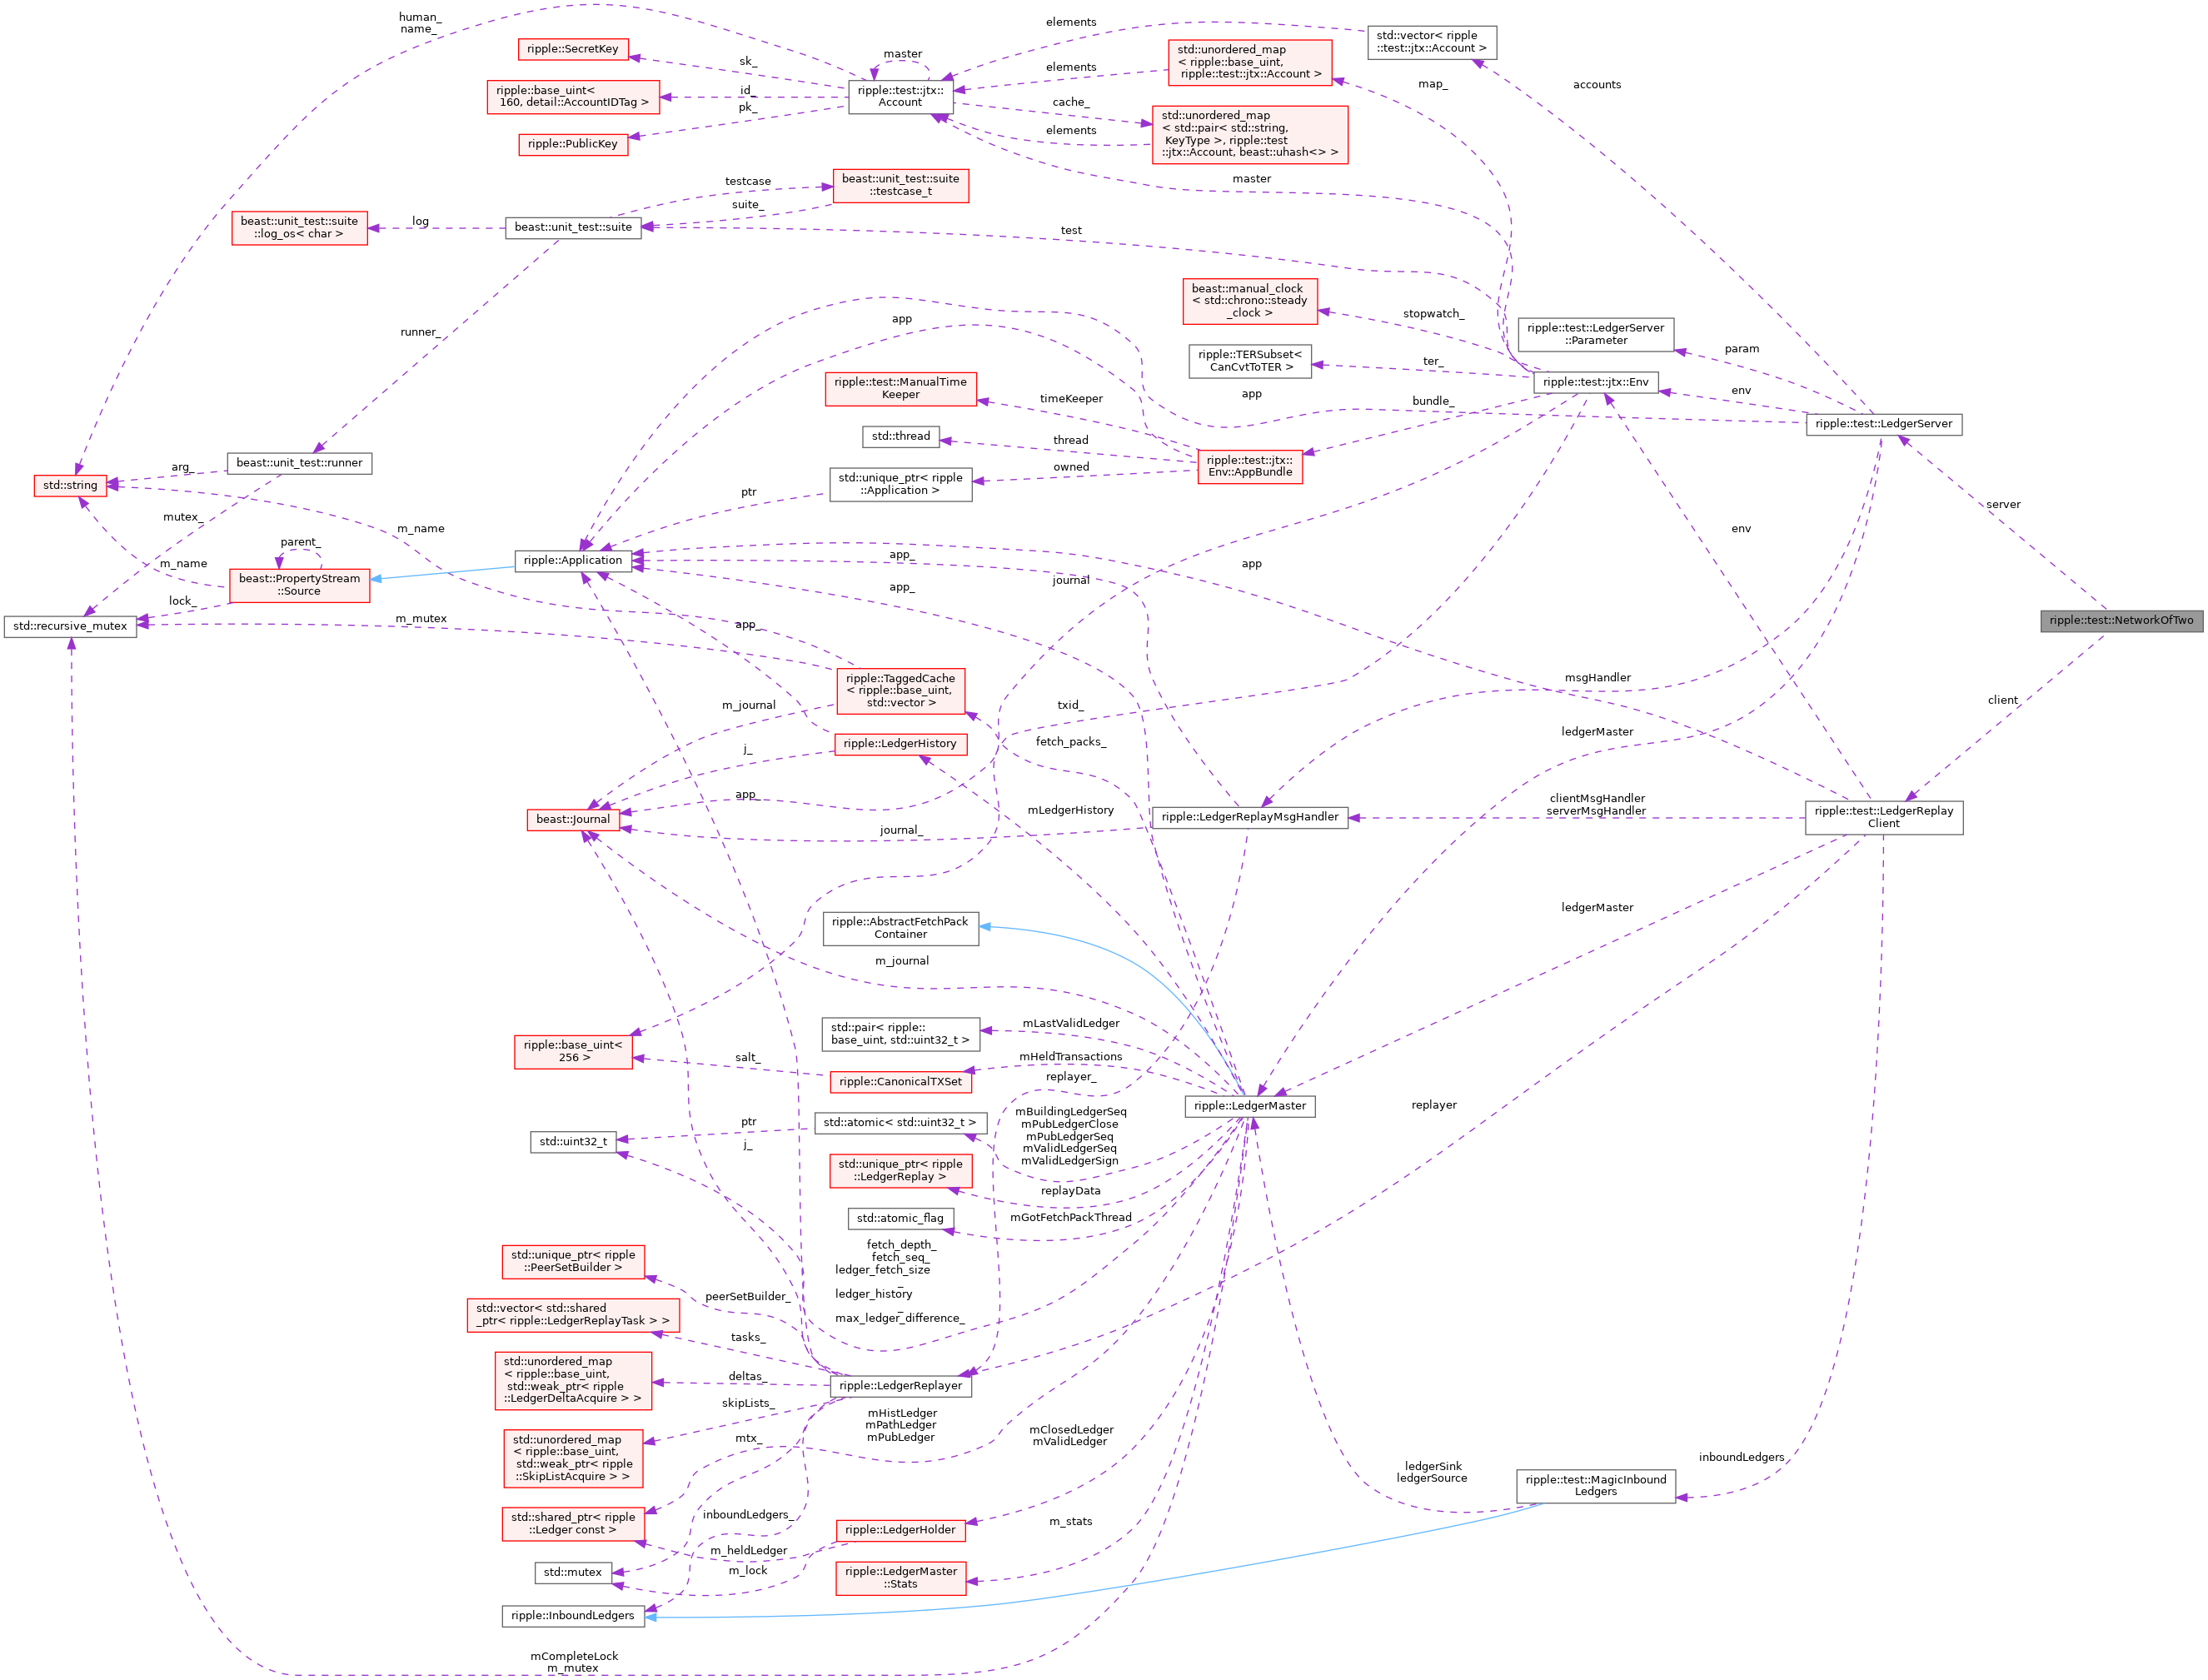 human_
name_
elements
std::vector< ripple
::test::jtx::Account >
ripple::SecretKey
master
std::unordered_map
< ripple::base_uint,
ripple::test::jtx::Account >
sk_
elements
map_
accounts
ripple::base_uint<
160, detail::AccountIDTag >
id_
ripple::test::jtx::
Account
cache_
pk_
ripple::PublicKey
elements
std::unordered_map
< std::pair< std::string,
KeyType >, ripple::test
::jtx::Account, beast::uhash<> >
testcase
beast::unit_test::suite
::testcase_t
master
suite_
beast::unit_test::suite
::log_os< char >
log
beast::unit_test::suite
test
beast::manual_clock
< std::chrono::steady
_clock >
stopwatch_
app
runner_
ripple::test::LedgerServer
::Parameter
param
ripple::TERSubset<
CanCvtToTER >
ter_
ripple::test::jtx::Env
env
ripple::test::ManualTime
Keeper
timeKeeper
app
bundle_
ripple::test::LedgerServer
std::thread
thread
ripple::test::jtx::
Env::AppBundle
owned
std::unique_ptr< ripple
::Application >
ptr
beast::unit_test::runner
arg_
std::string
mutex_
m_name
server
env
parent_
m_name
beast::PropertyStream
::Source
ripple::Application
app_
app_
journal
app
lock_
std::recursive_mutex
m_mutex
app_
ripple::test::NetworkOfTwo
ripple::TaggedCache
< ripple::base_uint,
std::vector >
m_journal
txid_
msgHandler
client
ripple::LedgerHistory
j_
fetch_packs_
ledgerMaster
app
beast::Journal
journal_
mLedgerHistory
ripple::LedgerReplayMsgHandler
clientMsgHandler
serverMsgHandler
ripple::test::LedgerReplay
Client
ripple::AbstractFetchPack
Container
ledgerMaster
m_journal
std::pair< ripple::
base_uint, std::uint32_t >
mLastValidLedger
ripple::base_uint<
256 >
salt_
ripple::CanonicalTXSet
mHeldTransactions
replayer_
ripple::LedgerMaster
replayer
std::uint32_t
ptr
j_
std::atomic< std::uint32_t >
mBuildingLedgerSeq
mPubLedgerClose
mPubLedgerSeq
mValidLedgerSeq
mValidLedgerSign
std::unique_ptr< ripple
::LedgerReplay >
replayData
std::atomic_flag
mGotFetchPackThread
fetch_depth_
fetch_seq_
ledger_fetch_size
_
ledger_history
_
max_ledger_difference_
std::unique_ptr< ripple
::PeerSetBuilder >
peerSetBuilder_
std::vector< std::shared
_ptr< ripple::LedgerReplayTask > >
tasks_
std::unordered_map
< ripple::base_uint,
std::weak_ptr< ripple
::LedgerDeltaAcquire > >
deltas_
ripple::LedgerReplayer
skipLists_
std::unordered_map
< ripple::base_uint,
std::weak_ptr< ripple
::SkipListAcquire > >
mtx_
mHistLedger
mPathLedger
mPubLedger
mClosedLedger
mValidLedger
ledgerSink
ledgerSource
inboundLedgers
ripple::test::MagicInbound
Ledgers
std::shared_ptr< ripple
::Ledger const >
inboundLedgers_
ripple::LedgerHolder
m_stats
m_heldLedger
m_lock
std::mutex
ripple::LedgerMaster
::Stats
ripple::InboundLedgers
mCompleteLock
m_mutex